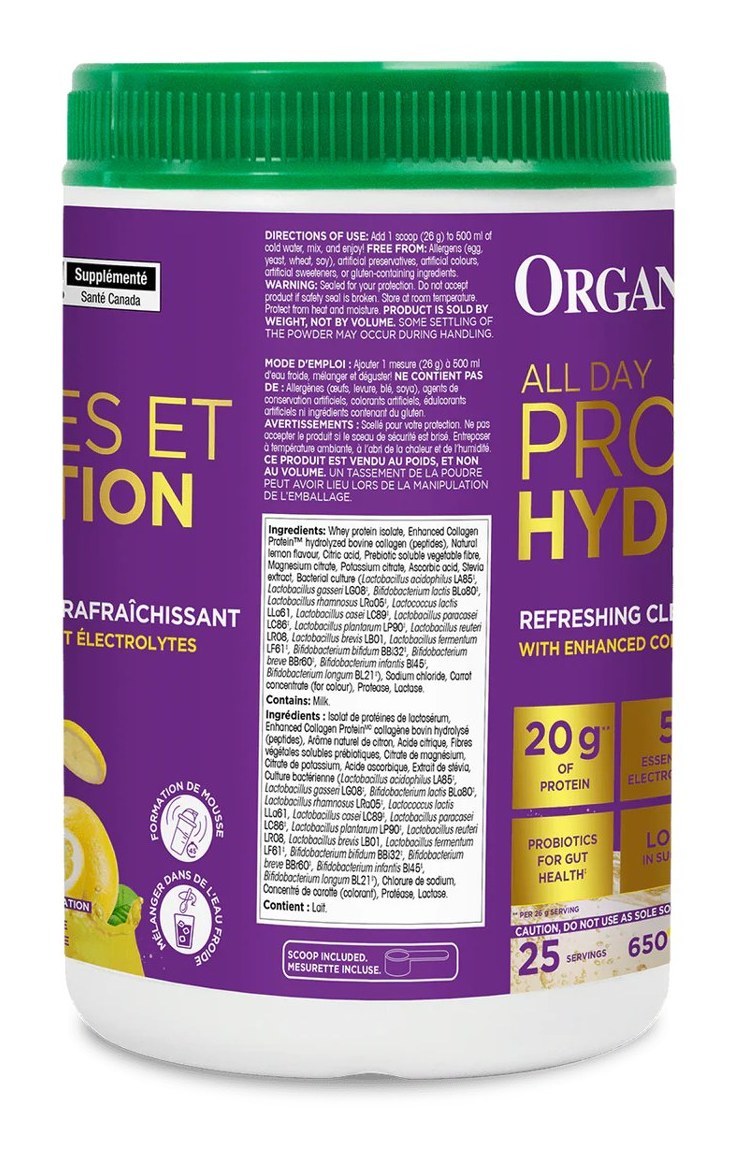 Supplémenté
Santé Canada
ES ET
TION
RAFRAÎCHISSANT
T ÉLECTROLYTES
FORMATION DE MOUSSE
MÉLANGER DANS DE L'EAU FROIDE
DIRECTIONS OF USE: Add 1 scoop (26 g) to 500 ml of
cold water, mix, and enjoy! FREE FROM: Allergens (egg,
yeast, wheat, soy), artificial preservatives, artificial colours,
artificial sweeteners, or gluten-containing ingredients.
WARNING: Sealed for your protection. Do not accept
product if safety seal is broken. Store at room temperature.
Protect from heat and moisture. PRODUCT IS SOLD BY
WEIGHT, NOT BY VOLUME. SOME SETTLING OF
THE POWDER MAY OCCUR DURING HANDLING.
MODE D'EMPLOI : Ajouter 1 mesure (26 g) à 500 ml
d'eau froide, mélanger et déguster! NE CONTIENT PAS
DE : Allergènes (œufs, levure, blé, soya), agents de
conservation artificiels, colorants artificiels, édulcorants
artificiels ni ingrédients contenant du gluten.
AVERTISSEMENTS : Scellé pour votre protection. Ne pas
accepter le produit si le sceau de sécurité est brisé. Entreposer
à température ambiante, à l'abri de la chaleur et de l'humidité.
CE PRODUIT EST VENDU AU POIDS, ET NON
AU VOLUME. UN TASSEMENT DE LA POUDRE
PEUT AVOIR LIEU LORS DE LA MANIPULATION
DE L'EMBALLAGE.
Ingredients: Whey protein isolate, Enhanced Collagen
Protein™ hydrolyzed bovine collagen (peptides), Natural
lemon flavour, Citric acid, Prebiotic soluble vegetable fibre,
Magnesium citrate, Potassium citrate, Ascorbic acid, Stevia
extract, Bacterial culture (Lactobacillus acidophilus LA85‡,
Lactobacillus gasseri LG08‡, Bifidobacterium lactis BLa80‡,
Lactobacillus rhamnosus LRa05‡, Lactococcus lactis
LLa61, Lactobacillus casei LC89‡, Lactobacillus paracasei
LC86‡, Lactobacillus plantarum LP90‡, Lactobacillus reuteri
LR08, Lactobacillus brevis LB01, Lactobacillus fermentum
LF61‡, Bifidobacterium bifidum BBi32‡, Bifidobacterium
breve BBr60‡, Bifidobacterium infantis BI45‡,
Bifidobacterium longum BL21‡), Sodium chloride, Carrot
concentrate (for colour), Protease, Lactase.
Contains: Milk.
Ingrédients : Isolat de protéines de lactosérum,
Enhanced Collagen Protein MC collagène bovin hydrolysé
(peptides), Arôme naturel de citron, Acide citrique, Fibres
végétales solubles prébiotiques, Citrate de magnésium,
Citrate de potassium, Acide ascorbique, Extrait de stévia,
Culture bactérienne (Lactobacillus acidophilus LA85‡,
Lactobacillus gasseri LG08‡, Bifidobacterium lactis BLa80‡,
Lactobacillus rhamnosus LRa05‡, Lactococcus lactis
LLa61, Lactobacillus casei LC89‡, Lactobacillus paracasei
LC86‡, Lactobacillus plantarum LP90‡, Lactobacillus reuteri
LR08, Lactobacillus brevis LB01, Lactobacillus fermentum
LF61‡, Bifidobacterium bifidum BBi32‡, Bifidobacterium
breve BBr60‡, Bifidobacterium infantis BI45‡,
Bifidobacterium longum BL21‡), Chlorure de sodium,
Concentré de carotte (colorant), Protéase, Lactase.
Contient : Lait.
SCOOP INCLUDED.
MESURETTE INCLUSE.
ORGAN
ALL DAY
PRO
HYD
REFRESHING CLE
WITH ENHANCED COL
20 g**
OF
PROTEIN
5
ESSEN
ELECTRO
PROBIOTICS
FOR GUT
HEALTH‡
LO
IN SU
** PER 26 g SERVING
CAUTION, DO NOT USE AS SOLE SO
25 SERVINGS
650